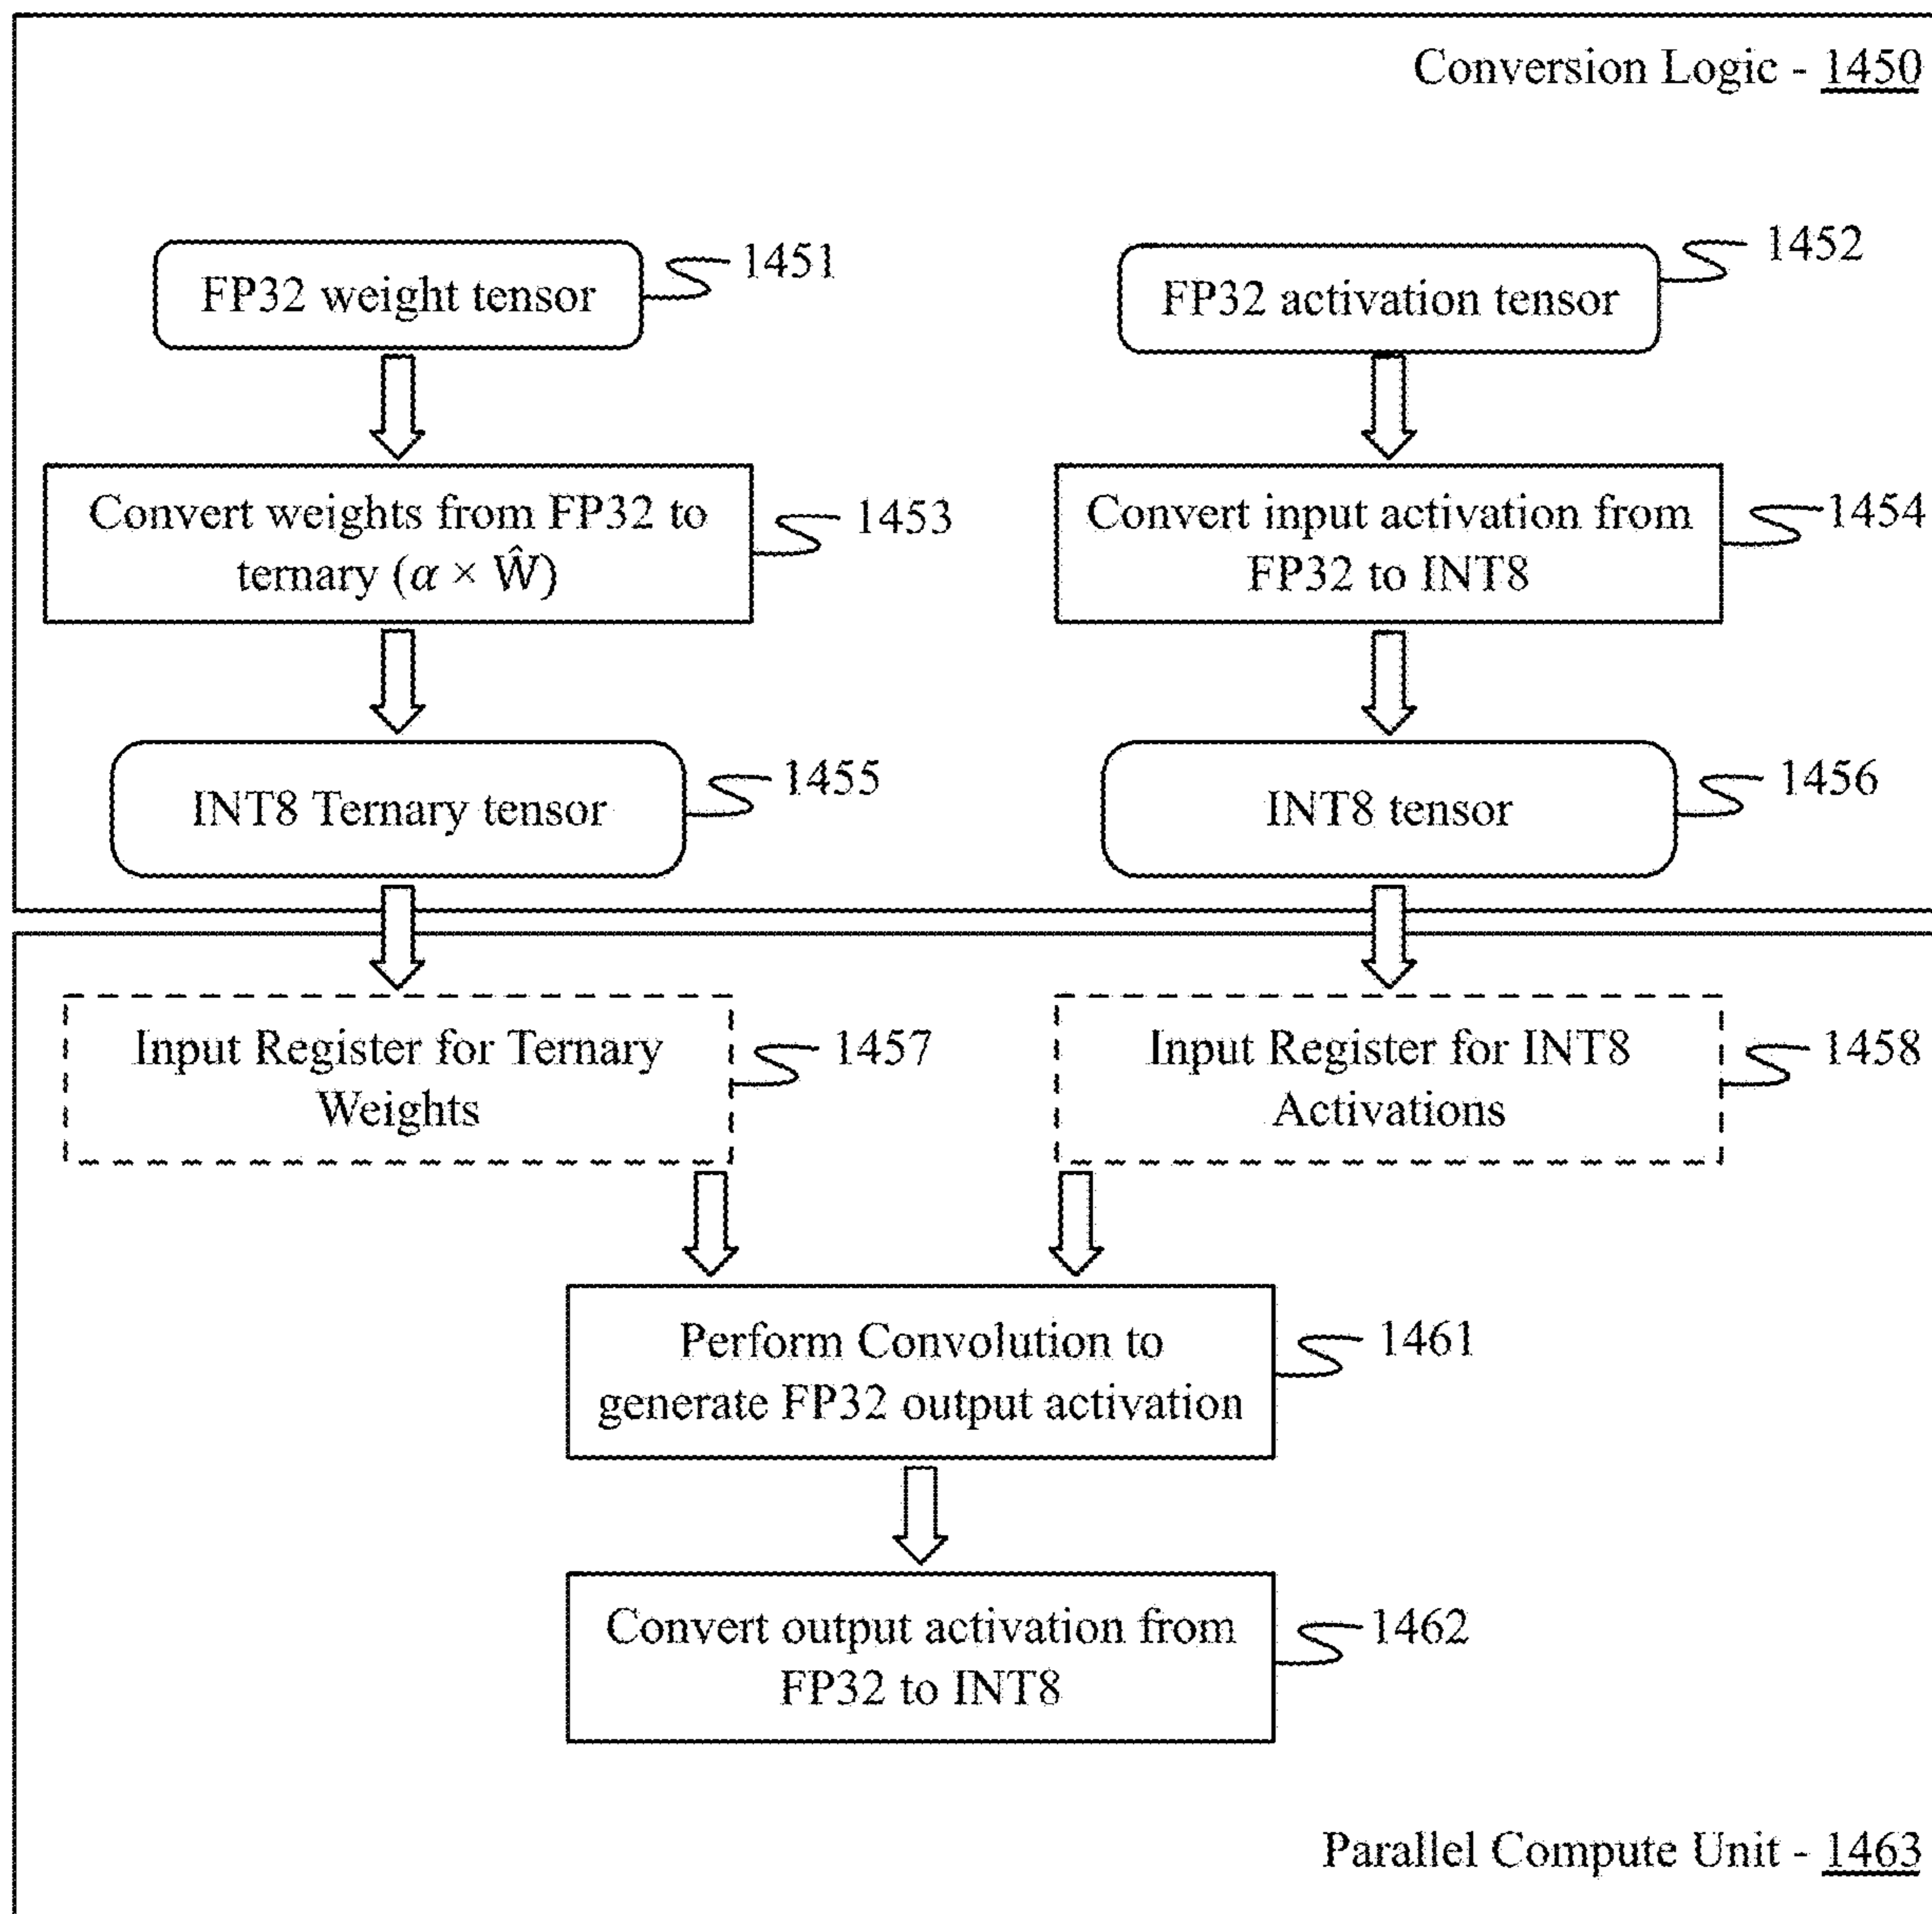 Conversion Logic - 1450
FP32 weight tensor
1451
FP32 activation tensor
1452
Convert weights from FP32 to
ternary (α × Ŵ)
1453
Convert input activation from
FP32 to INT8
1454
INT8 Ternary tensor
1455
INT8 tensor
1456
Input Register for Ternary
Weights
1457
Input Register for INT8
Activations
1458
Perform Convolution to
generate FP32 output activation
1461
Convert output activation from
FP32 to INT8
1462
Parallel Compute Unit - 1463